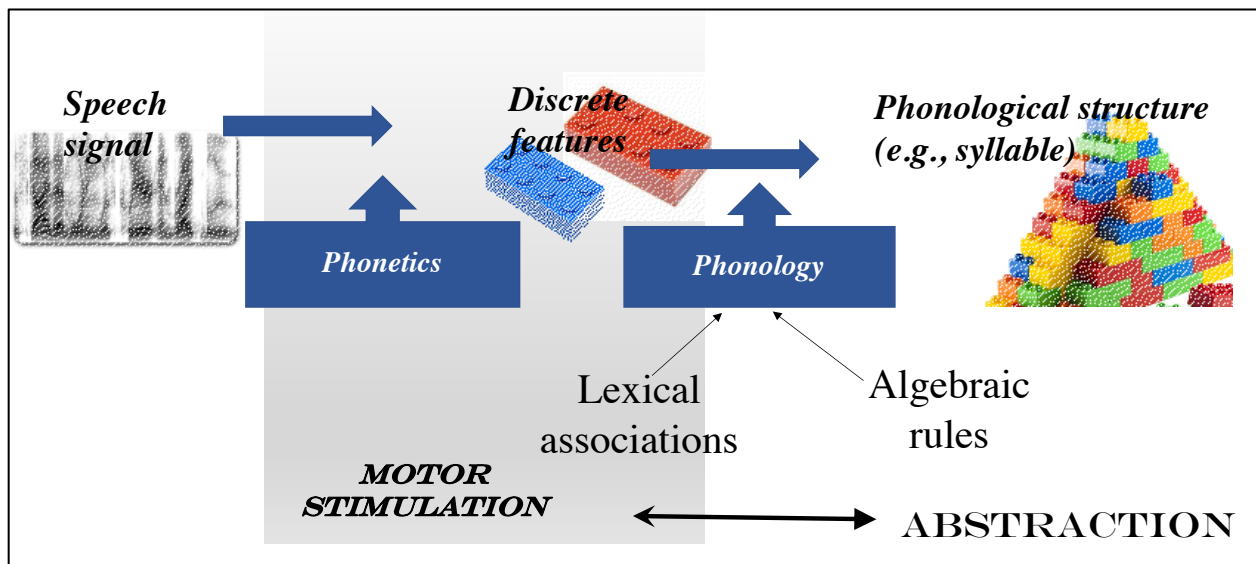 Speech
signal
Discrete
features
Phonological structure
(e.g., syllable)
Phonetics
Phonology
Lexical
associations
Algebraic
rules
MOTOR
STIMULATION
ABSTRACTION